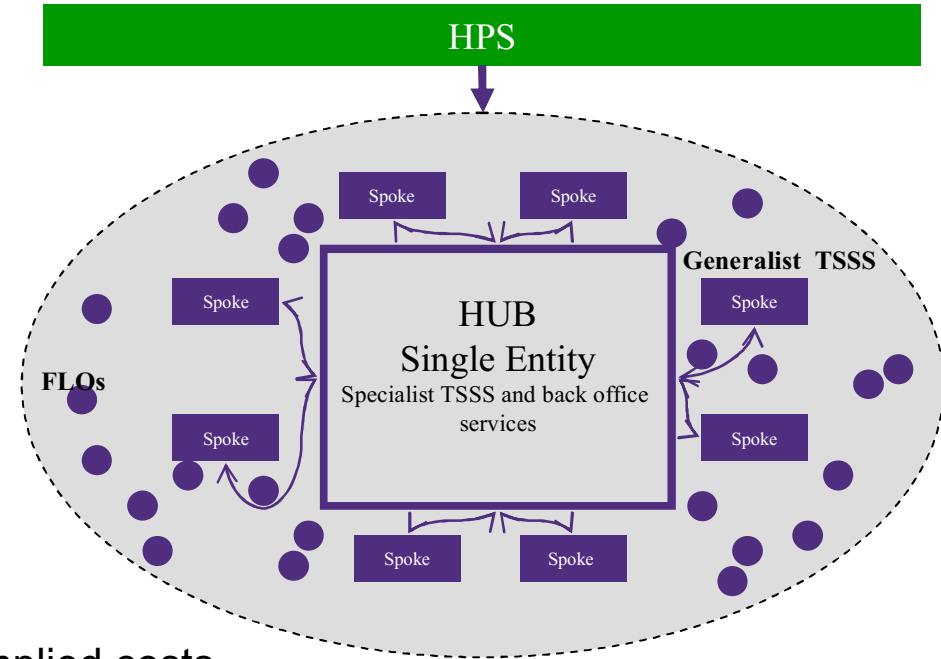 HPS
Spoke
Spoke
Generalist TSSS
Spoke
Spoke
HUB
Single Entity
Specialist TSSS and back office
services
FLOs
Spoke
Spoke
Spoke
Spoke
costs